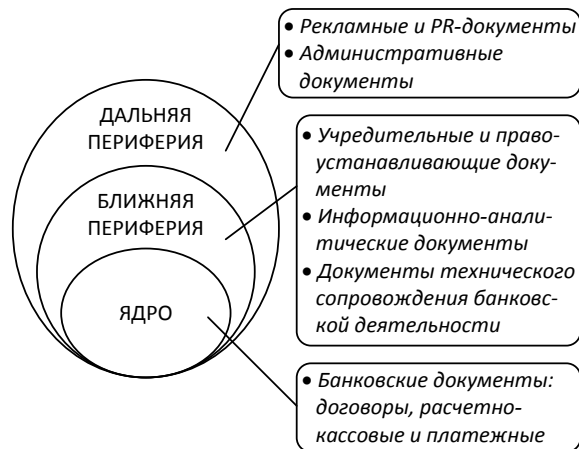 • Рекламные и PR-документы
• Административные
документы
ДАЛЬНЯЯ
ПЕРИФЕРИЯ
• Учредительные и право-
устанавливающие доку-
менты
• Информационно-анали-
тические документы
• Документы технического
сопровождения банковс-
кой деятельности
БЛИЖНЯЯ
ПЕРИФЕРИЯ
ЯДРО
• Банковские документы:
договоры, расчетно-
кассовые и платежные